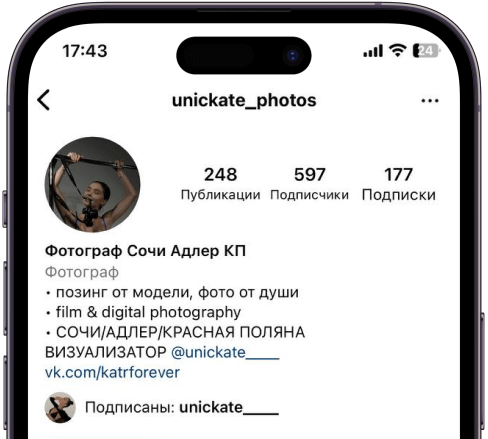 17:43
24
unickate_photos
248 597 177
Публикации Подписчики Подписки
Фотограф Сочи Адлер КП
Фотограф
• позинг от модели, фото от души
• film & digital photography
• СОЧИ/АДЛЕР/КРАСНАЯ ПОЛЯНА
ВИЗУАЛИЗАТОР @unickate____
vk.com/katrforever
Подписаны: unickate____